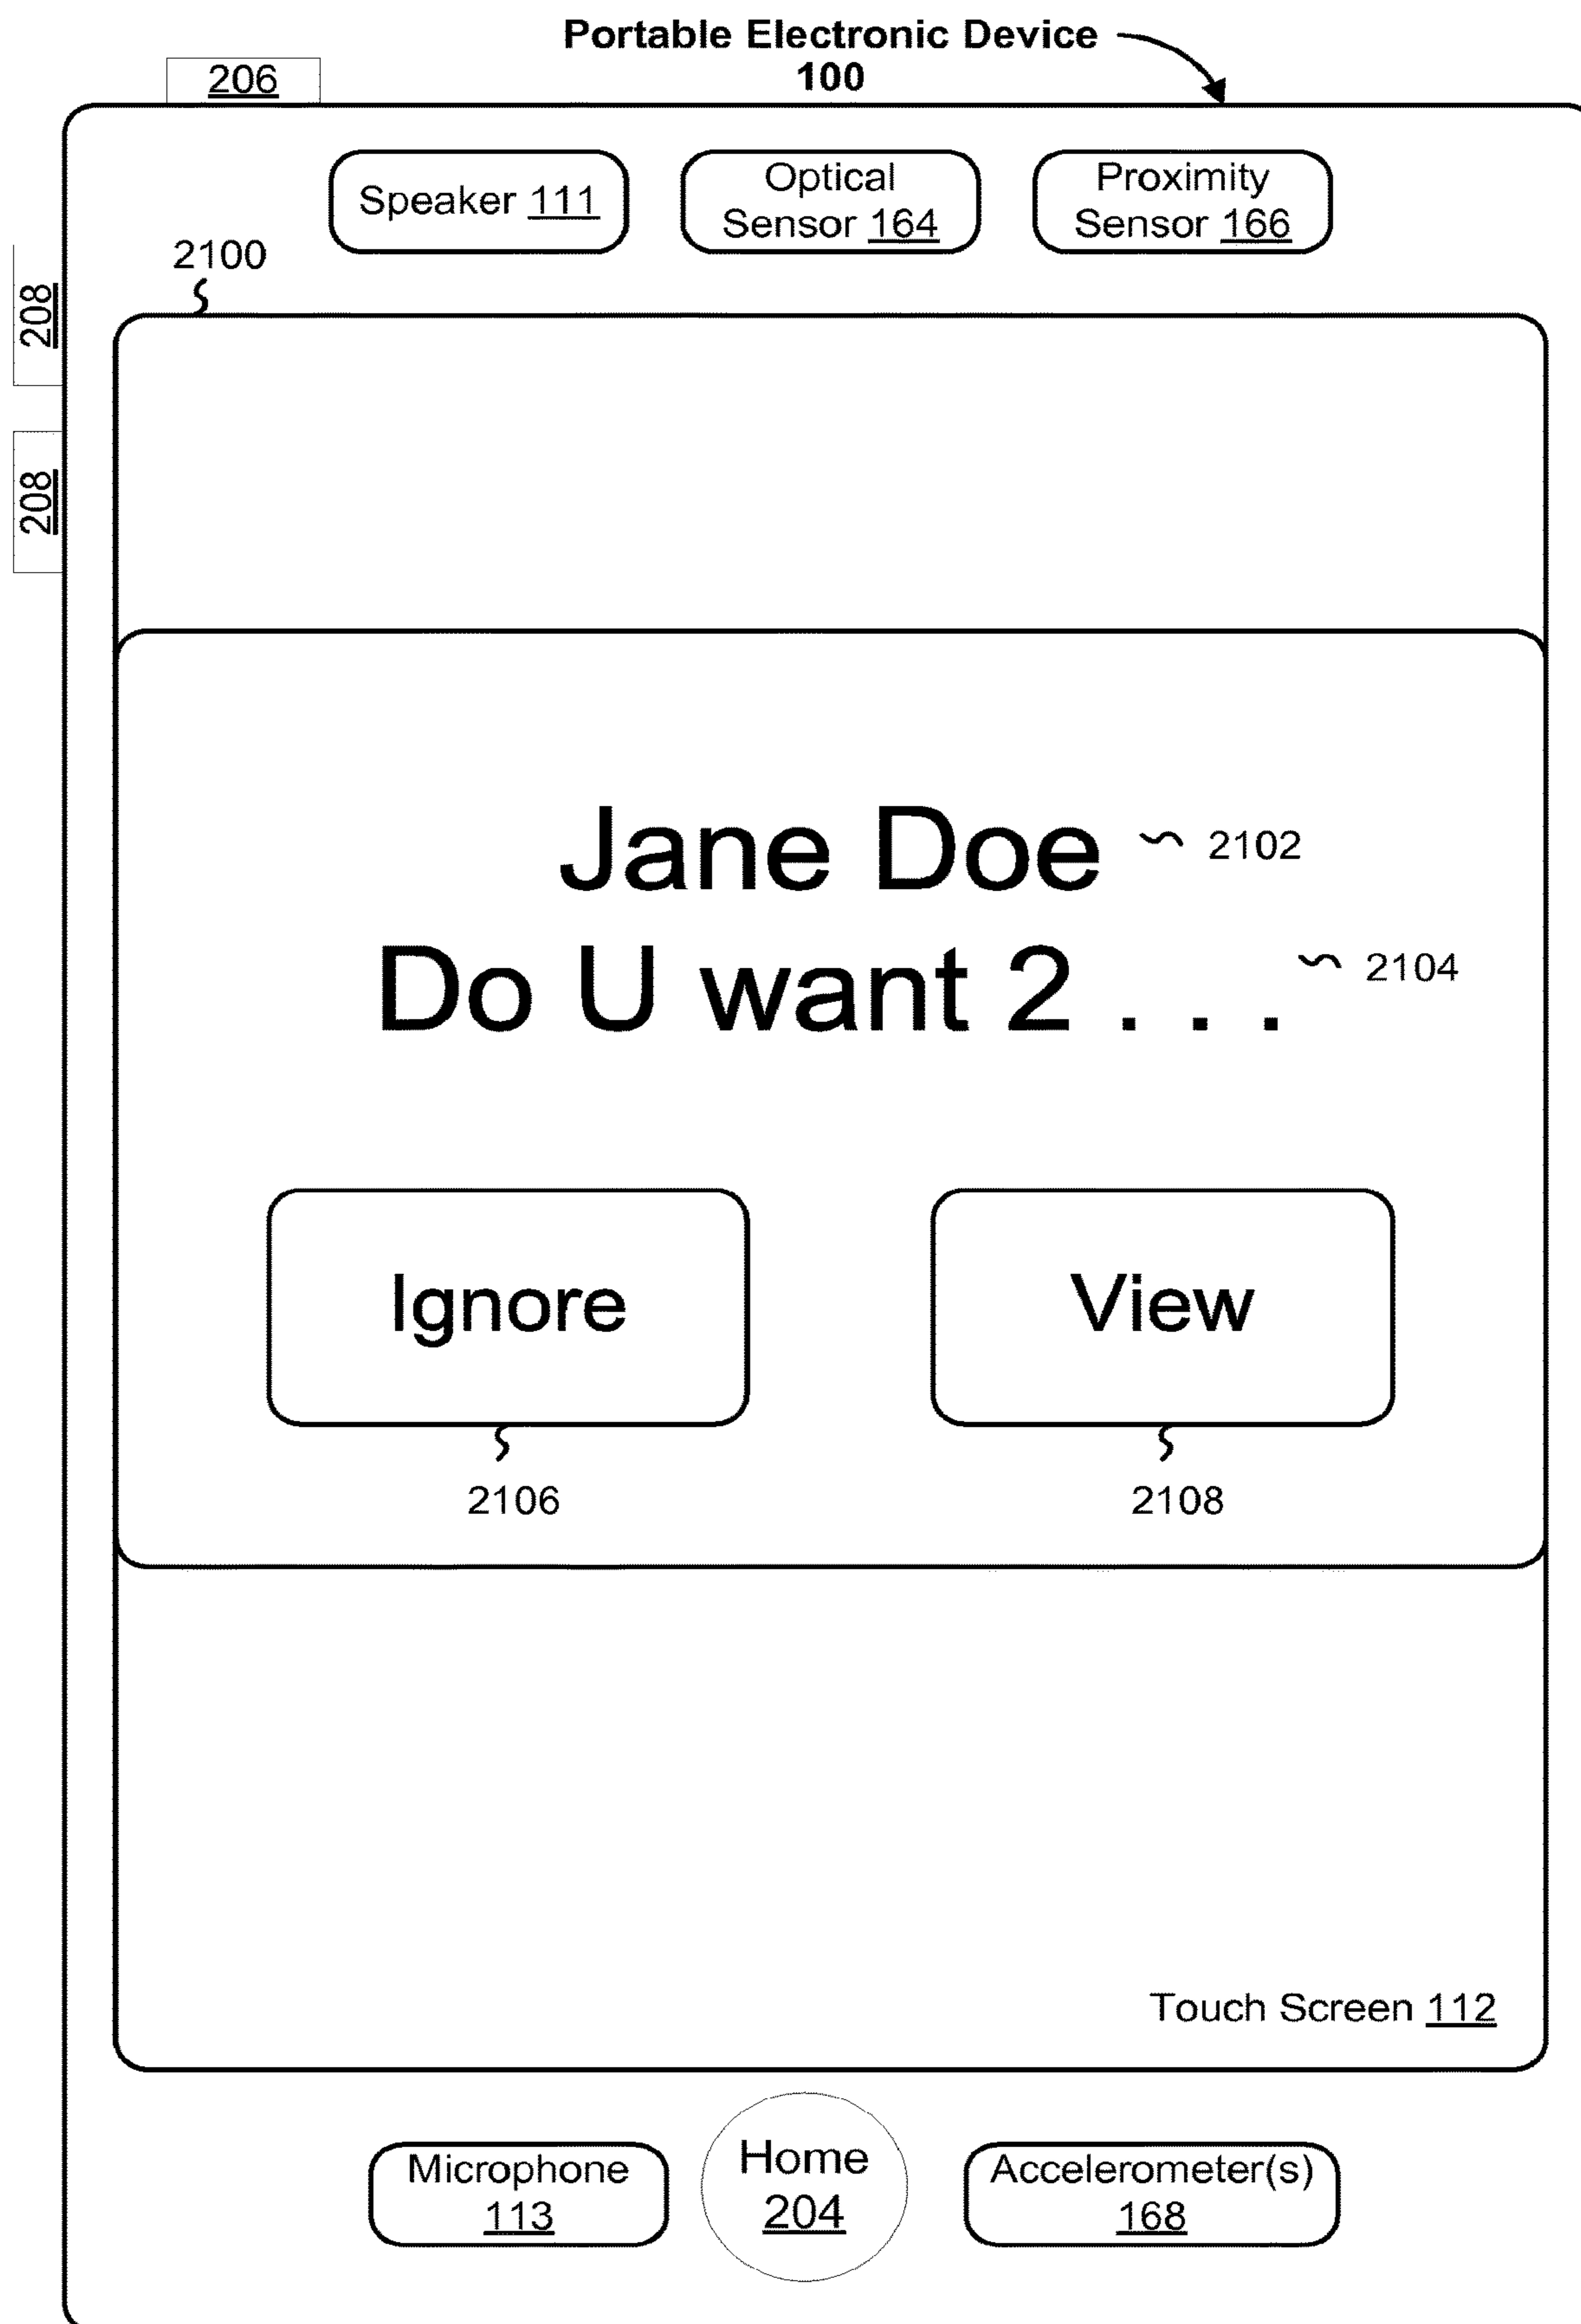 Portable Electronic Device
100
206
Speaker 111
Optical
Sensor 164
Proximity
Sensor 166
2100
208
208
Jane Doe 2102
Do U want 2 . . . 2104
Ignore
View
2106
2108
Touch Screen 112
Microphone
113
Home
204
Accelerometer(s)
168